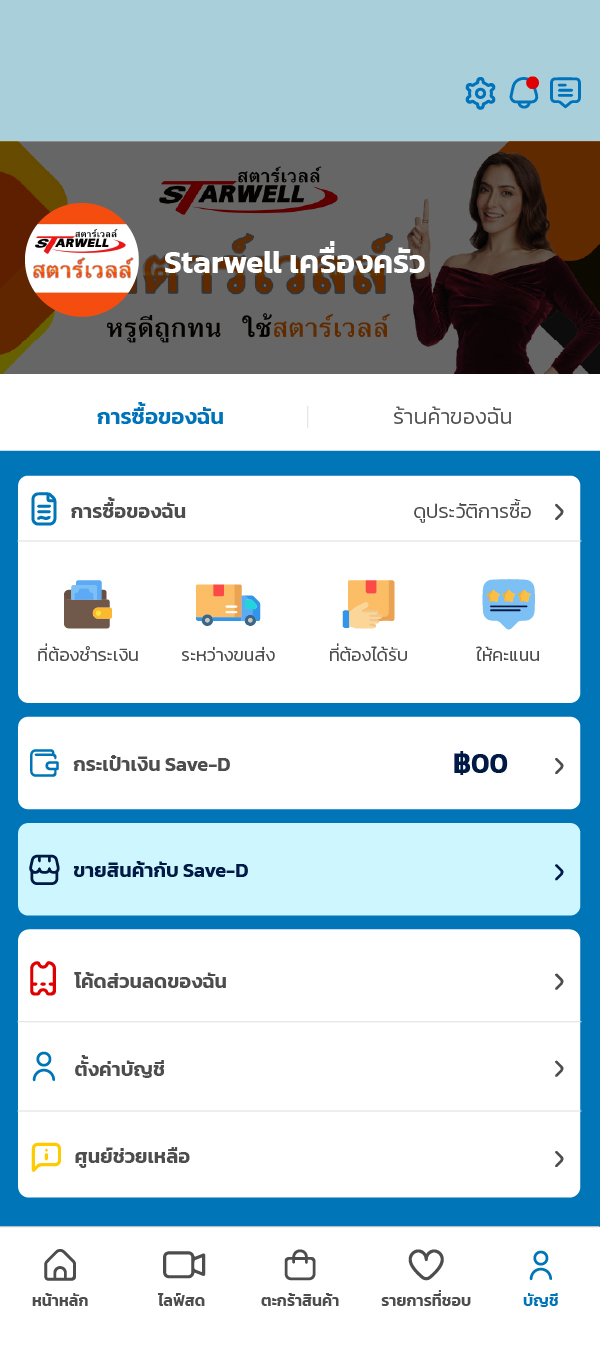 สตาร์เวลล์
STARWELL
สตาร์เวลล์
STARWELL
สตาร์เวลล์
สตาร์เวลล์
Starwell เครื่องครัว
หรูดีถูกทน ใช้สตาร์เวลล์
การซื้อของฉัน
ร้านค้าของฉัน
การซื้อของฉัน
ดูประวัติการซื้อ
ที่ต้องชำระเงิน
ระหว่างขนส่ง
ที่ต้องได้รับ
ให้คะแนน
กระเป๋าเงิน Save-D
฿00
ขายสินค้ากับ Save-D
โค้ดส่วนลดของฉัน
ตั้งค่าบัญชี
ศูนย์ช่วยเหลือ
หน้าหลัก
ไลฟ์สด
ตะกร้าสินค้า
รายการที่ชอบ
บัญชี